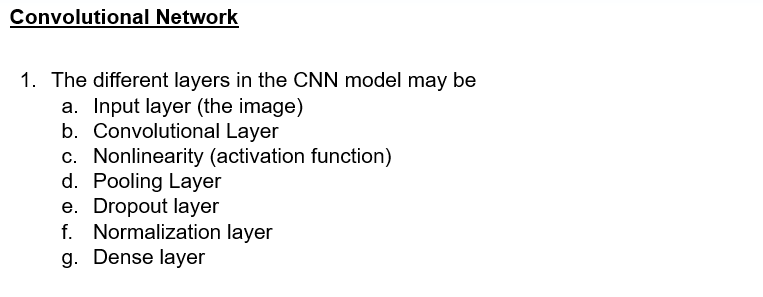 Convolutional Network
1. The different layers in the CNN model may be
a. Input layer (the image)
b. Convolutional Layer
c. Nonlinearity (activation function)
d. Pooling Layer
e. Dropout layer
f. Normalization layer
g. Dense layer